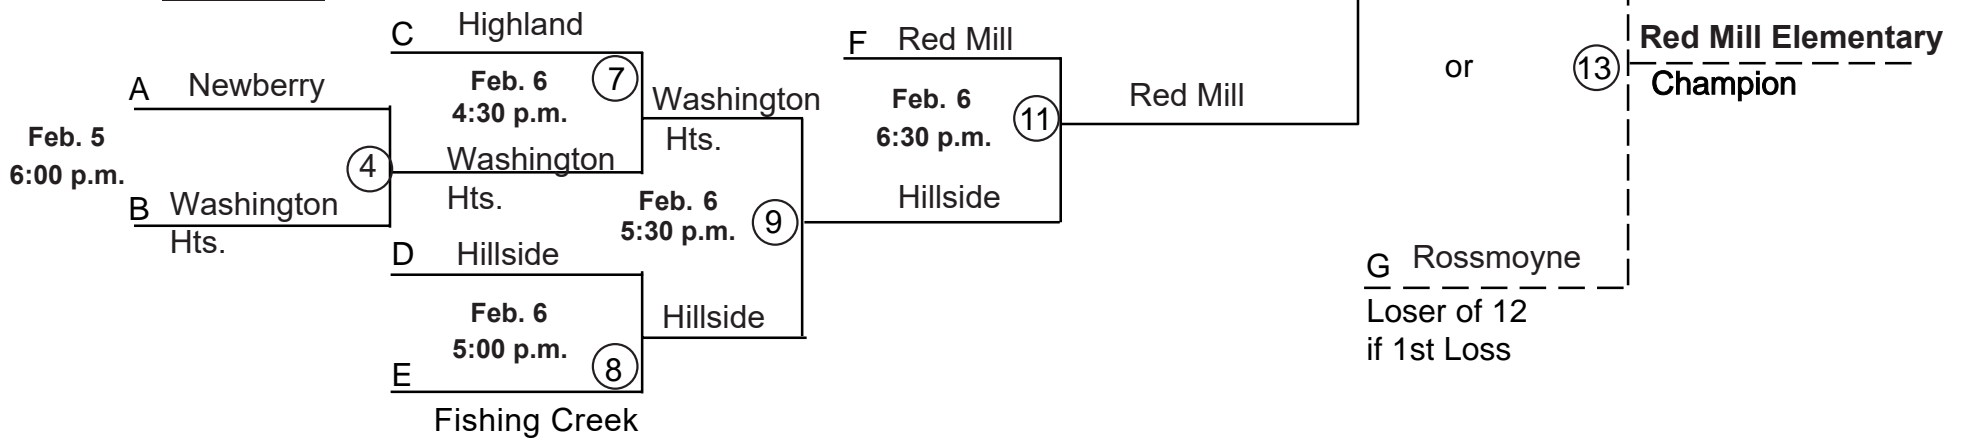 C Highland
F Red Mill
Red Mill Elementary
or
13
Champion
A Newberry
Feb. 6
4:30 p.m.
7
Washington
Hts.
Feb. 6
6:30 p.m.
11
Red Mill
Feb. 5
6:00 p.m.
4
Washington
Hts.
B Washington
Hts.
Feb. 6
5:30 p.m.
9
Hillside
D Hillside
G Rossmoyne
Loser of 12
if 1st Loss
Feb. 6
5:00 p.m.
8
Hillside
E
Fishing Creek